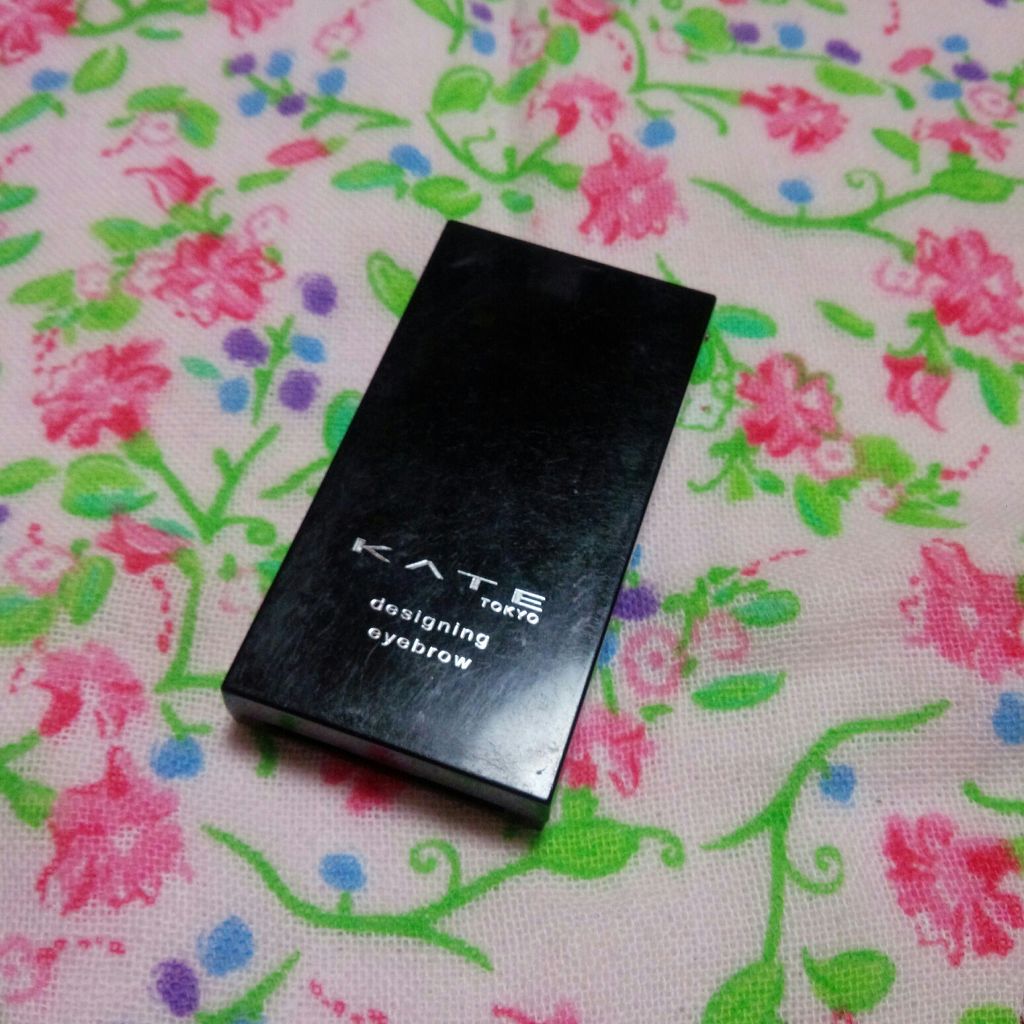 KATE
TOKYO
designing
eyebrow